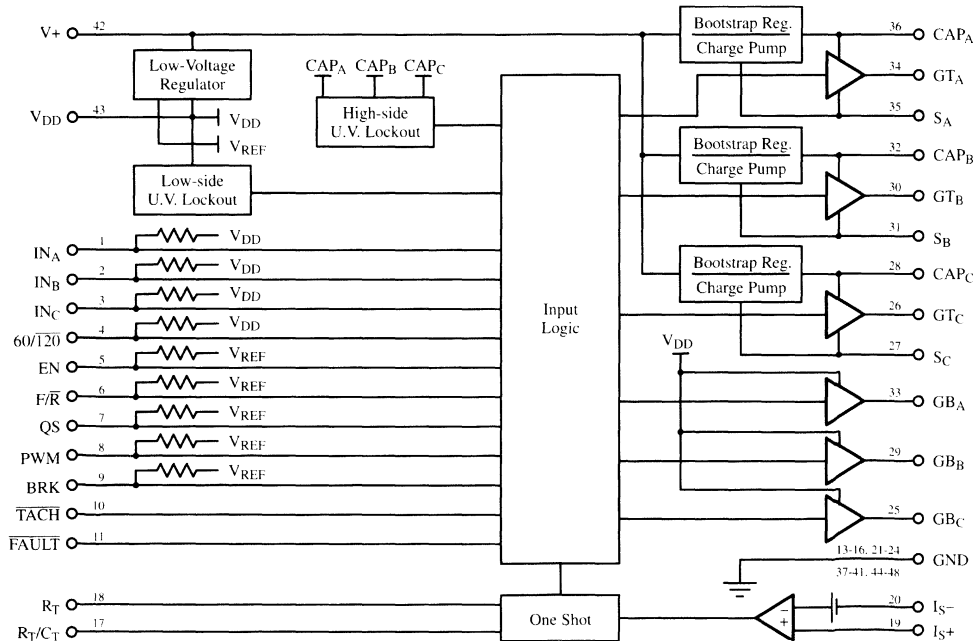 V+ 42
Low-Voltage
Regulator
V_DD 43
V_DD
V_REF
Low-side
U.V. Lockout
CAP_A CAP_B CAP_C
High-side
U.V. Lockout
IN_A 1 V_DD
IN_B 2 V_DD
IN_C 3 V_DD
60/1̅2̅0̅ 4 V_DD
EN 5 V_REF
F/R̅ 6 V_REF
QS 7 V_REF
PWM 8 V_REF
BRK 9 V_REF
T̅A̅C̅H̅ 10
F̅A̅U̅L̅T̅ 11
R_T 18
R_T/C_T 17
Input
Logic
One Shot
Bootstrap Reg.
Charge Pump
36 CAP_A
34 GT_A
35 S_A
Bootstrap Reg.
Charge Pump
32 CAP_B
30 GT_B
31 S_B
Bootstrap Reg.
Charge Pump
28 CAP_C
26 GT_C
27 S_C
V_DD
33 GB_A
29 GB_B
25 GB_C
13-16, 21-24 GND
37-41, 44-48
− 20 I_S−
+ 19 I_S+